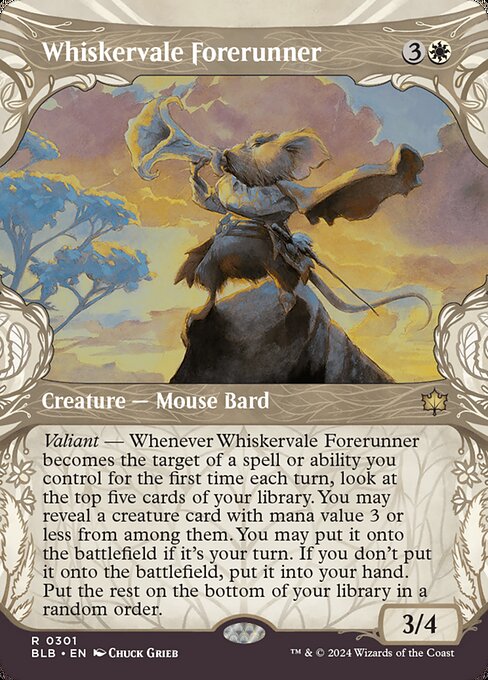 Whiskervale Forerunner 3
Creature — Mouse Bard
Valiant — Whenever Whiskervale Forerunner
becomes the target of a spell or ability you
control for the first time each turn, look at
the top five cards of your library. You may
reveal a creature card with mana value 3 or
less from among them. You may put it onto
the battlefield if it's your turn. If you don't put
it onto the battlefield, put it into your hand.
Put the rest on the bottom of your library in a
random order.
3/4
R 0301
BLB • EN Chuck Grieb
™ & © 2024 Wizards of the Coast